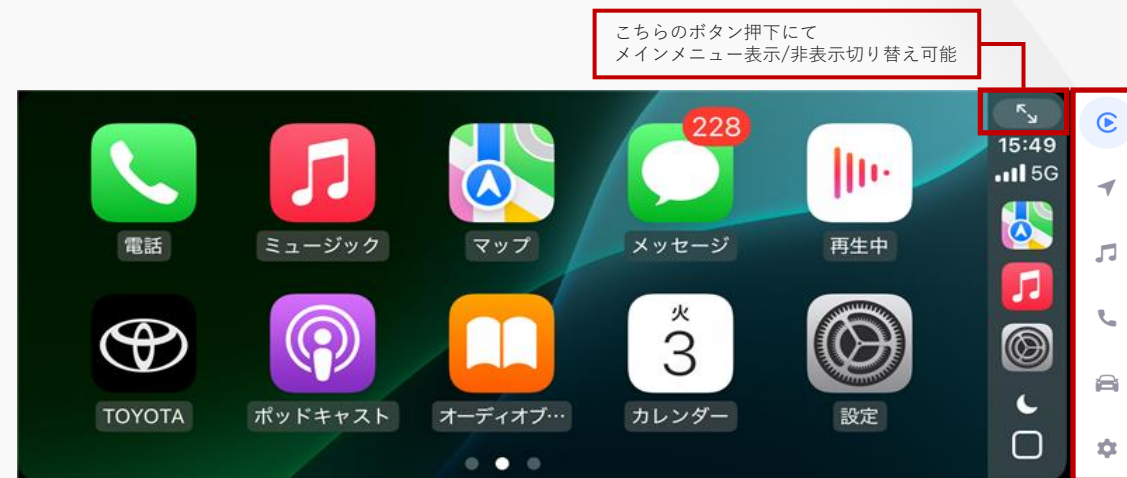 こちらのボタン押下にて
メインメニュー表示/非表示切り替え可能
228
15:49
5G
電話
ミュージック
マップ
メッセージ
再生中
火
3
TOYOTA
ポッドキャスト
オーディオブ…
カレンダー
設定